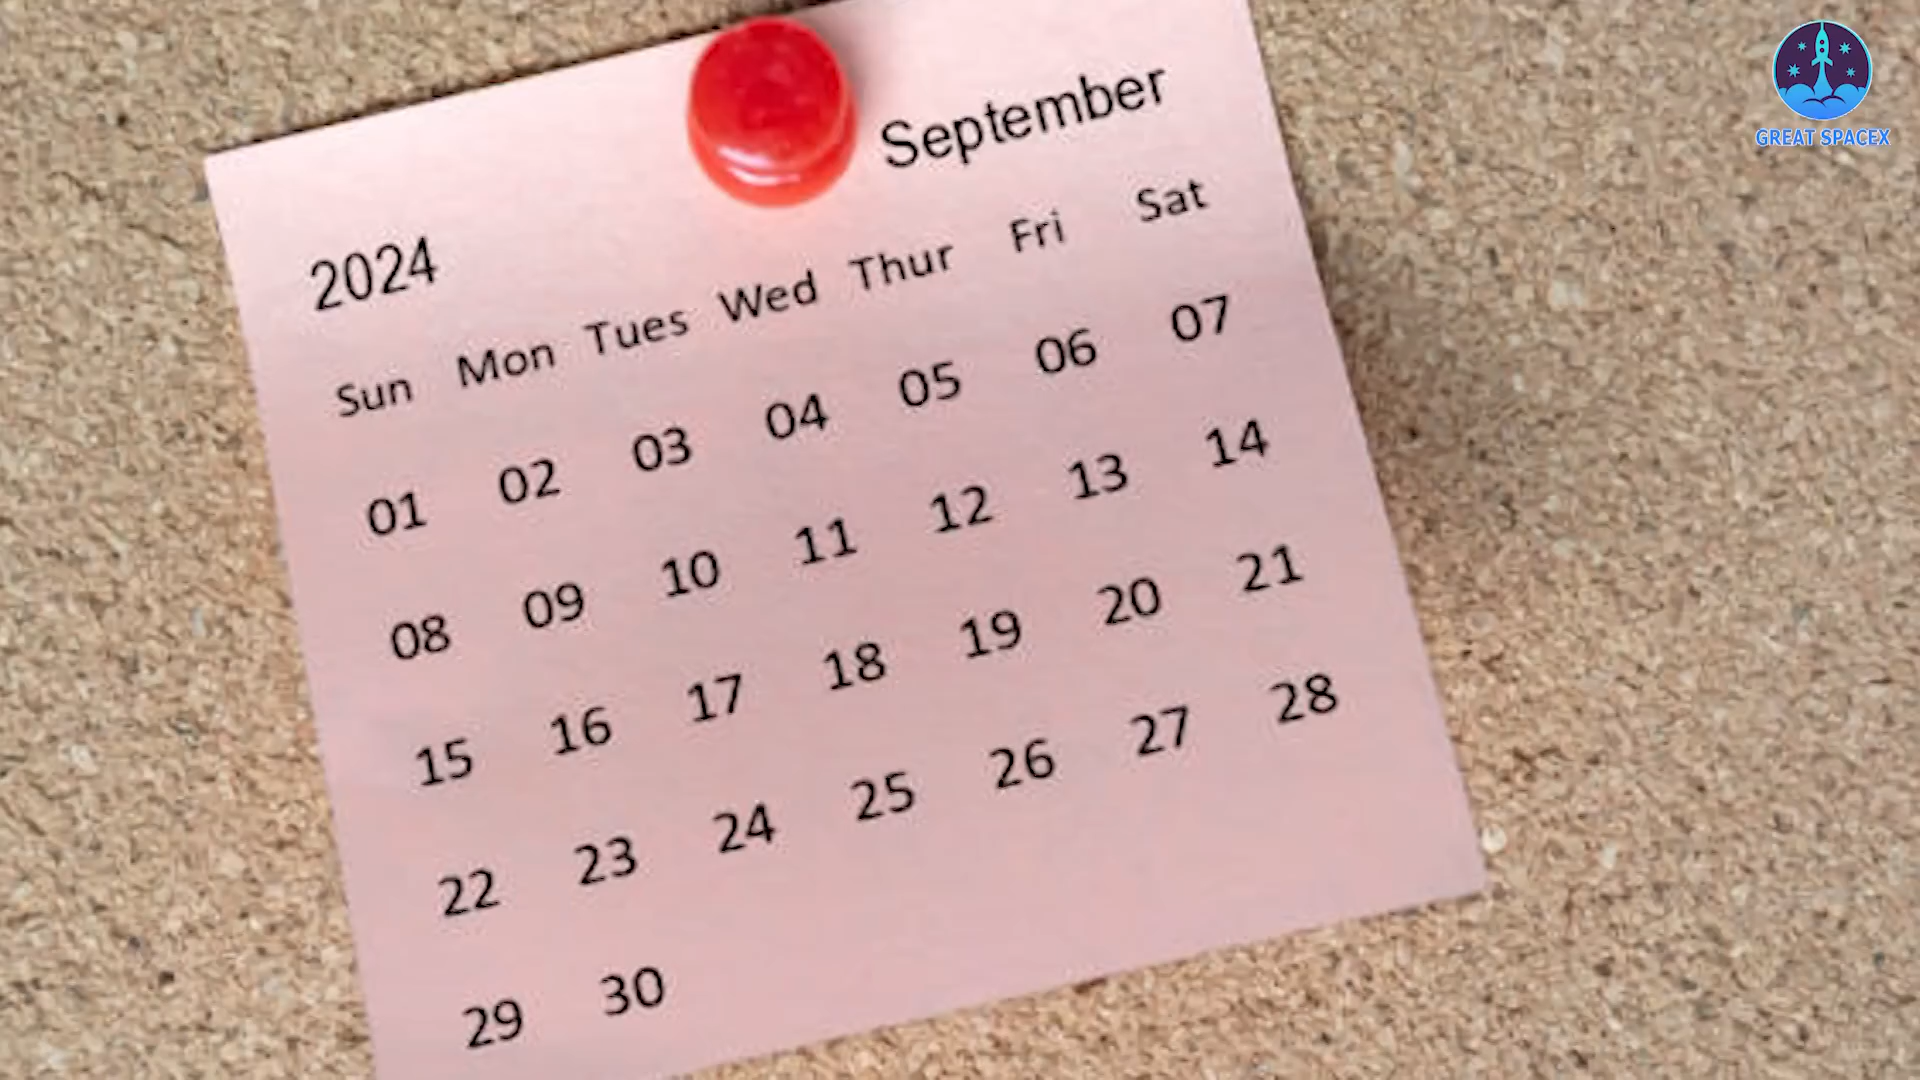 GREAT SPACEX
September
2024
Sun Mon Tues Wed Thur Fri Sat
01 02 03 04 05 06 07
08 09 10 11 12 13 14
15 16 17 18 19 20 21
22 23 24 25 26 27 28
29 30